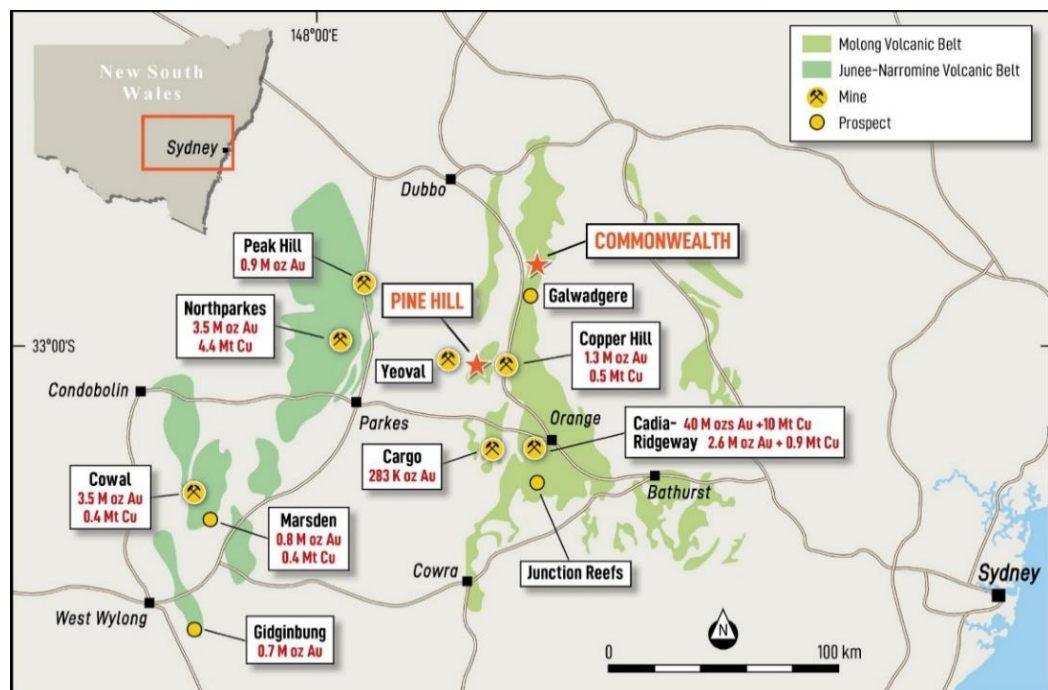 148°00'E
New South
Wales
Sydney
Molong Volcanic Belt
Junee-Narromine Volcanic Belt
Mine
Prospect
Dubbo
Peak Hill
0.9 M oz Au
COMMONWEALTH
PINE HILL
Galwadgere
Northparkes
3.5 M oz Au
4.4 Mt Cu
33°00'S
Copper Hill
1.3 M oz Au
0.5 Mt Cu
Yeoval
Condobolin
Parkes
Orange
Cadia- 40 M ozs Au +10 Mt Cu
Ridgeway 2.6 M oz Au + 0.9 Mt Cu
Cargo
283 K oz Au
Cowal
3.5 M oz Au
0.4 Mt Cu
Bathurst
Marsden
0.8 M oz Au
0.4 Mt Cu
Cowra
Junction Reefs
Sydney
West Wylong
Gidginbung
0.7 M oz Au
N
0 100 km